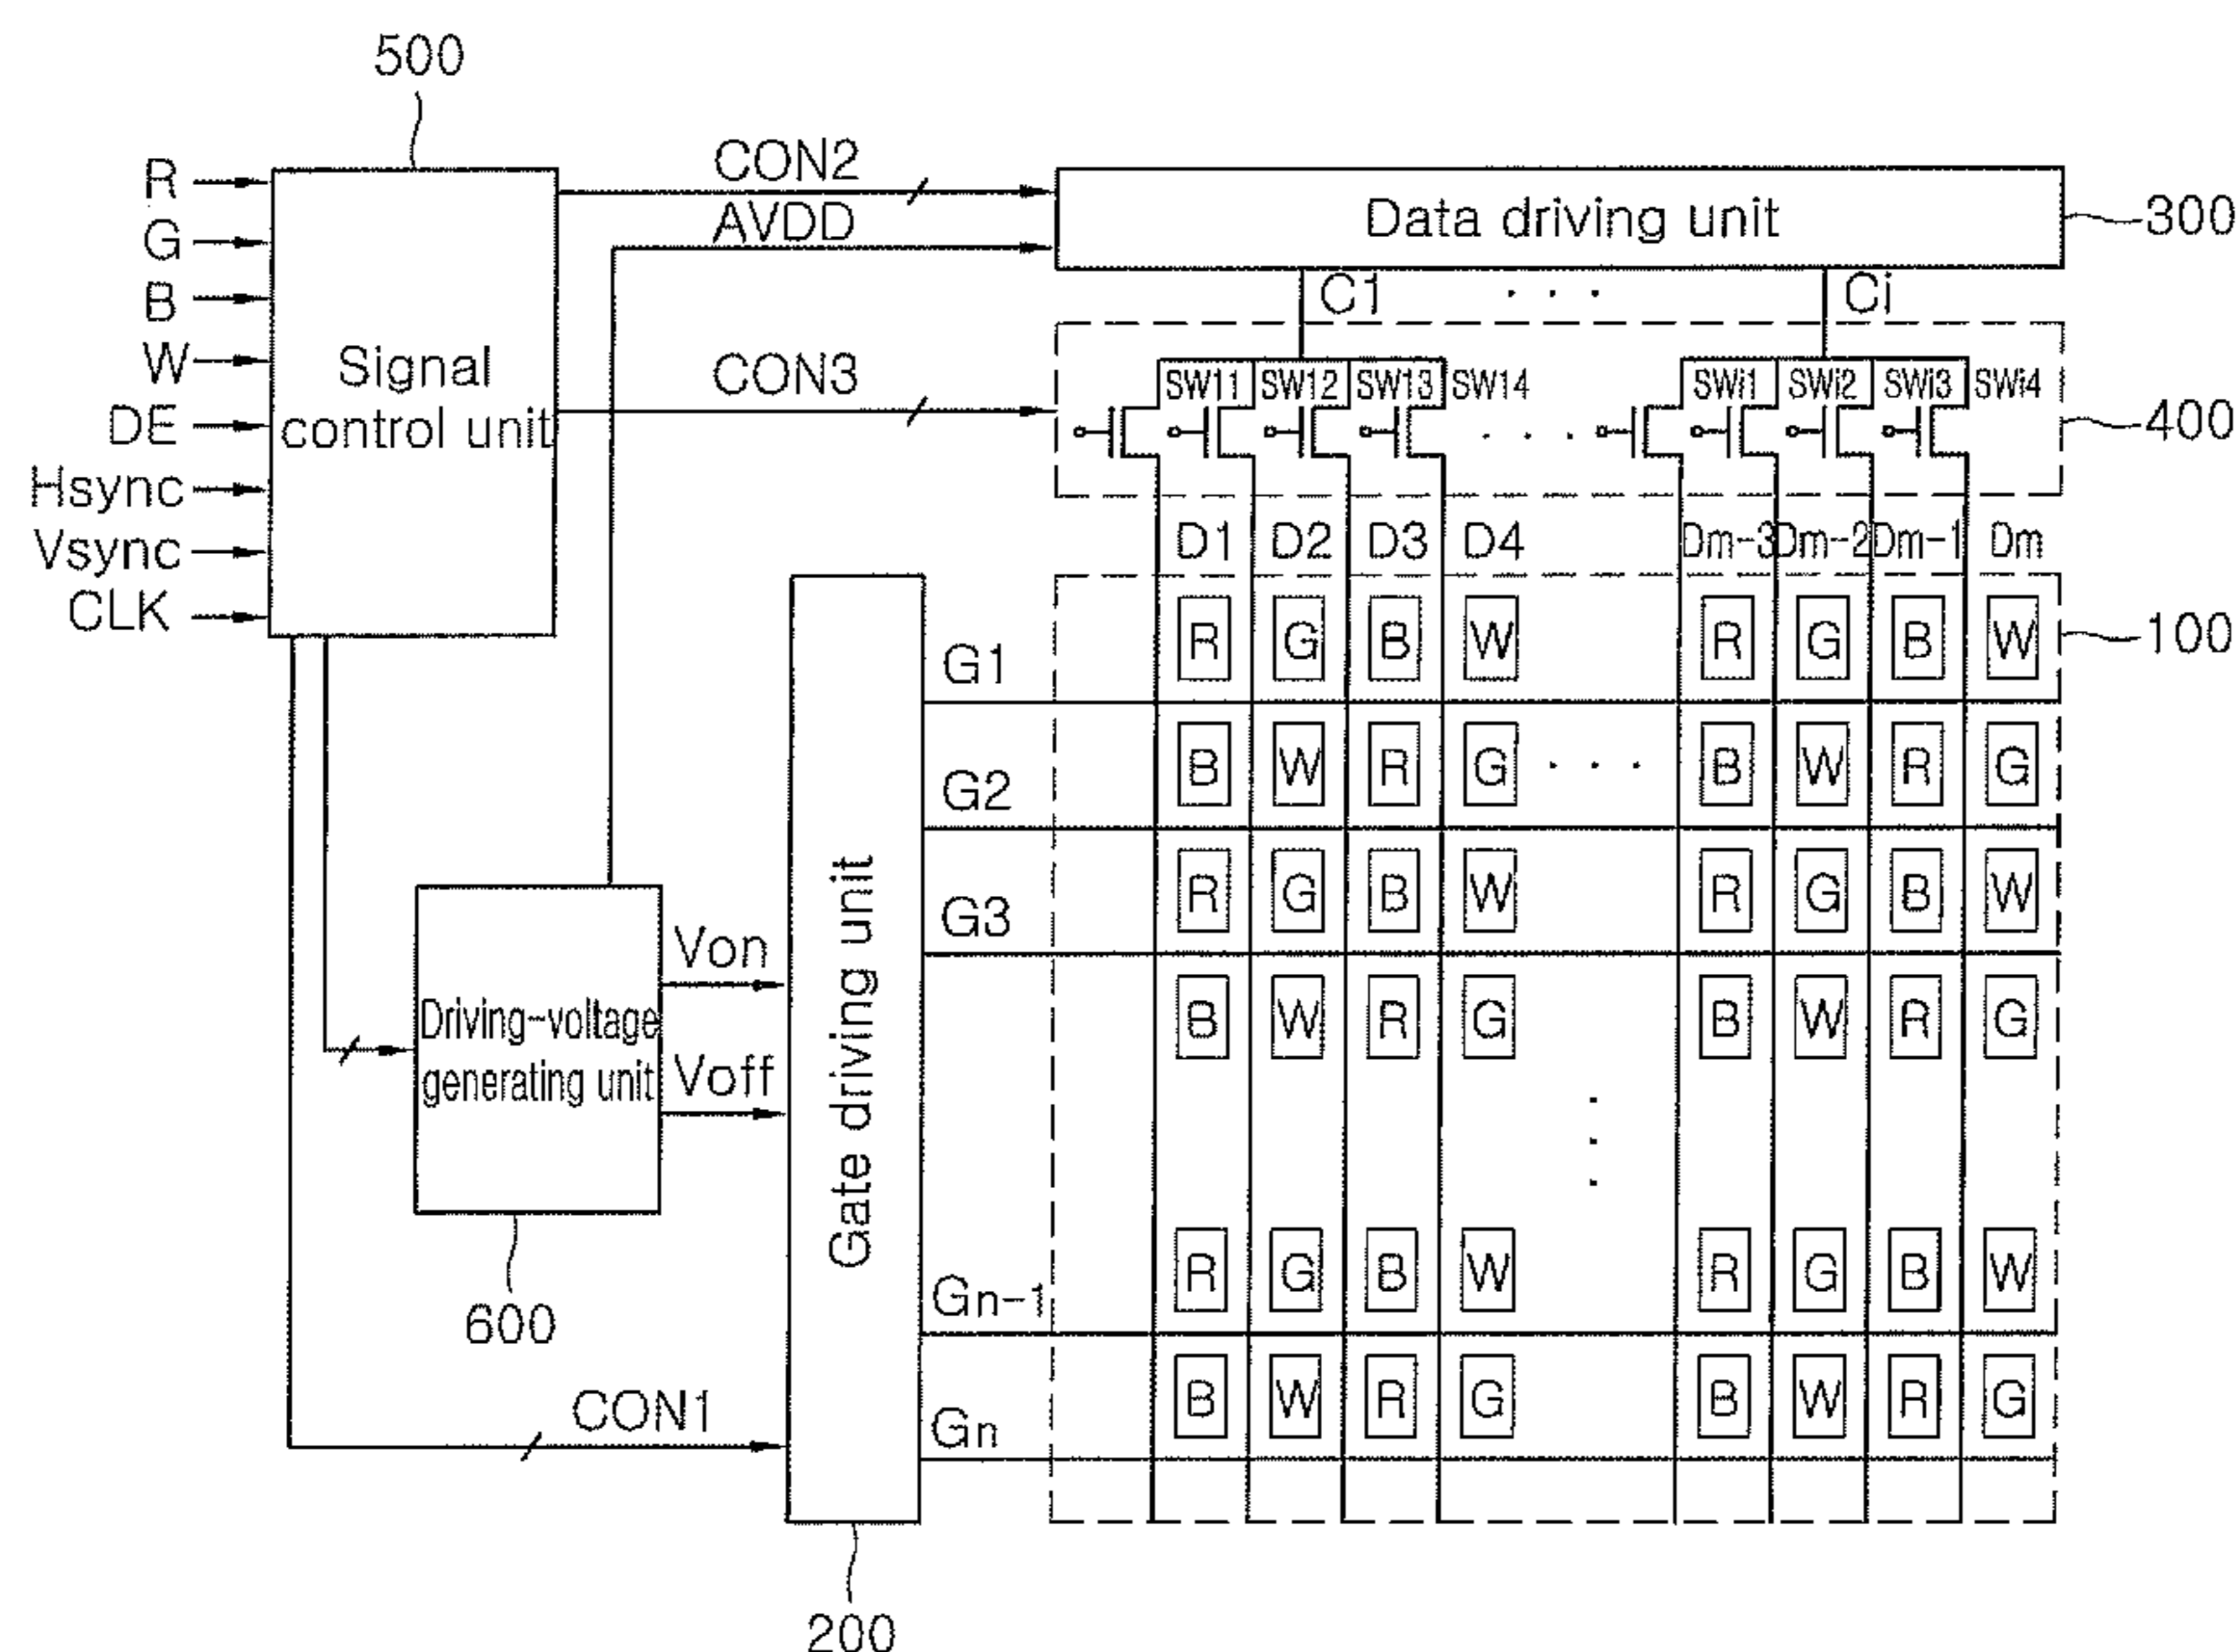 500
R
G
B
W
DE
Hsync
Vsync
CLK
Signal
control unit
CON2
AVDD
CON3
Data driving unit
300
C1 · · · Ci
SW11 SW12 SW13 SW14 SWi1 SWi2 SWi3 SWi4
· · ·
400
D1 D2 D3 D4 Dm-3 Dm-2 Dm-1 Dm
R G B W R G B W
100
G1
B W R G · · · B W R G
G2
R G B W R G B W
G3
B W R G B W R G
Von
Voff
Driving-voltage
generating unit
600
Gate driving unit
R G B W R G B W
Gn-1
B W R G B W R G
Gn
CON1
200